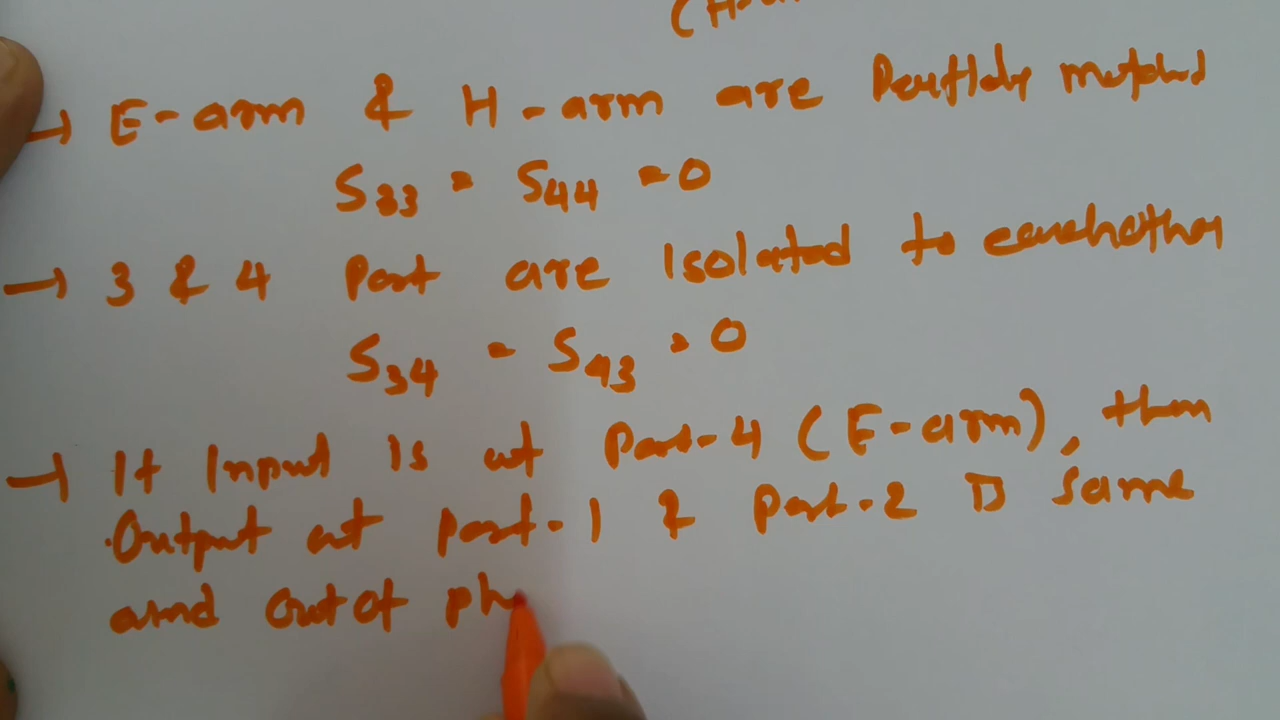 (H-
→ E-arm & H-arm are Perfectly matched
S33 = S44 = 0
→ 3 & 4 Port are Isolated to eachother
S34 = S43 = 0
→ If Input is at Port-4 (E-arm), then
Output at port-1 & port-2 is same
and out of ph